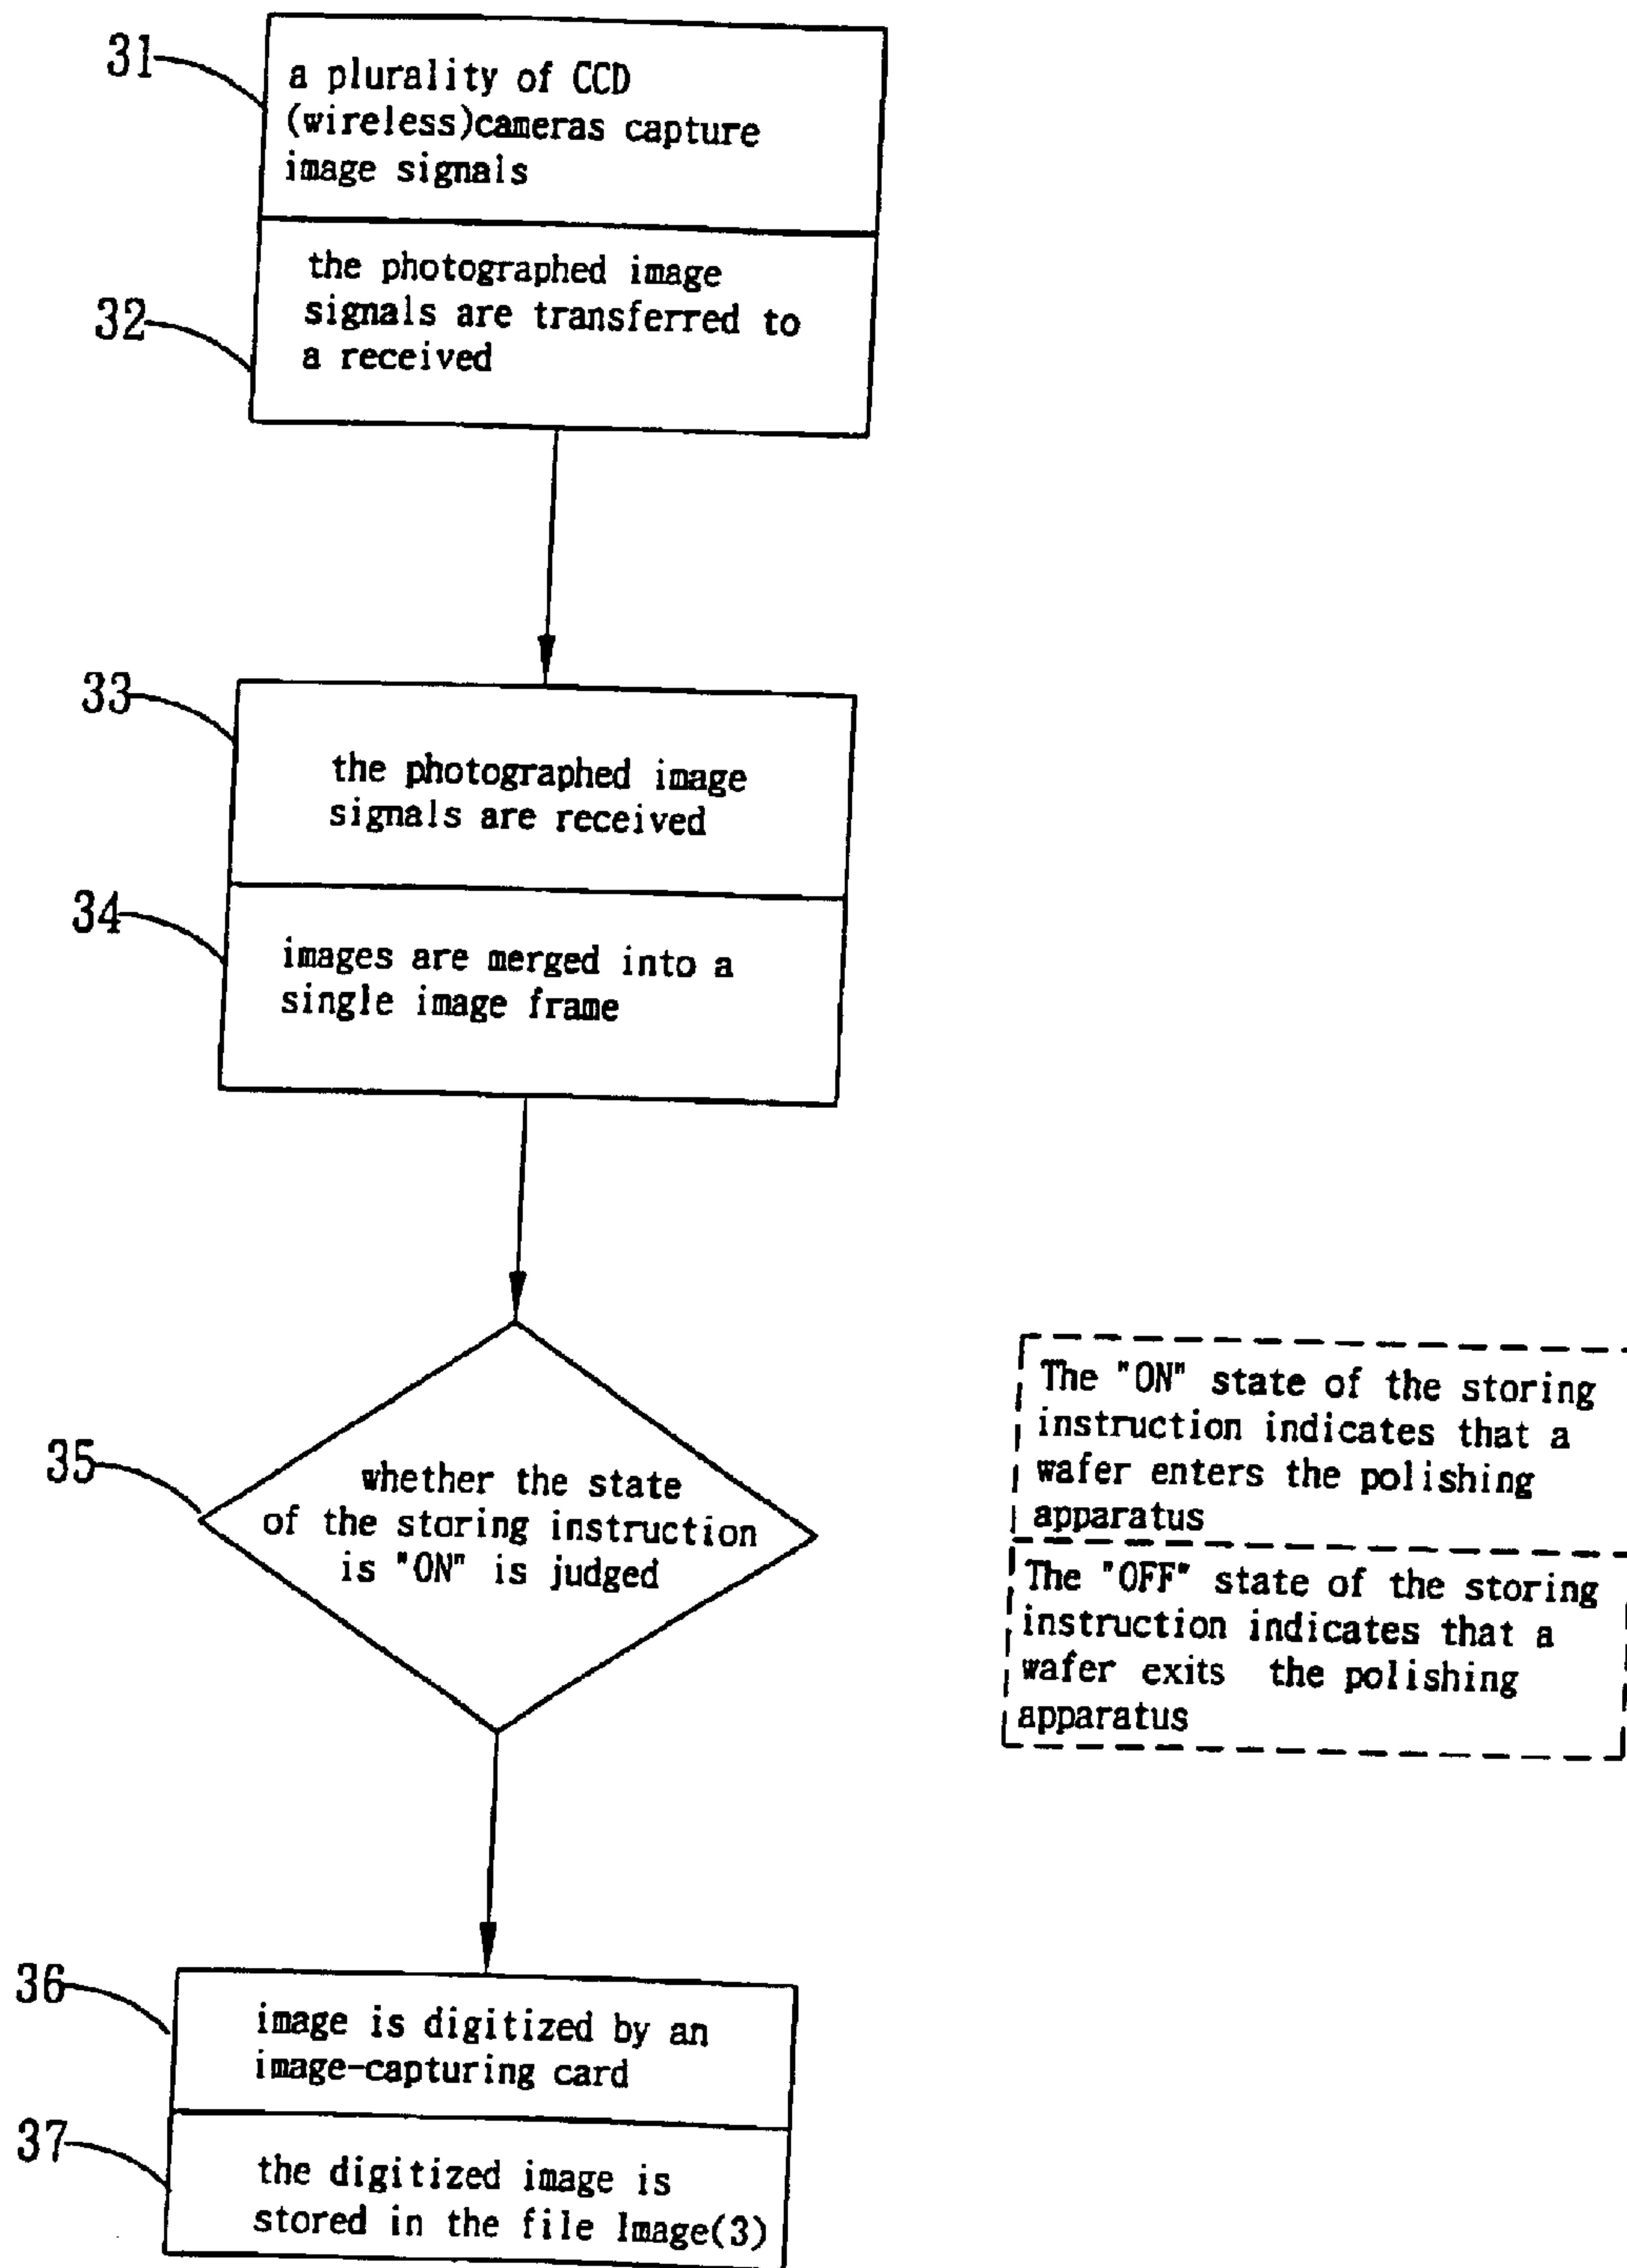 31
a plurality of CCD
(wireless)cameras capture
image signals
32
the photographed image
signals are transferred to
a received
33
the photographed image
signals are received
34
images are merged into a
single image frame
35
whether the state
of the storing instruction
is "ON" is judged
The "ON" state of the storing
instruction indicates that a
wafer enters the polishing
apparatus
The "OFF" state of the storing
instruction indicates that a
wafer exits the polishing
apparatus
36
image is digitized by an
image-capturing card
37
the digitized image is
stored in the file Image(3)